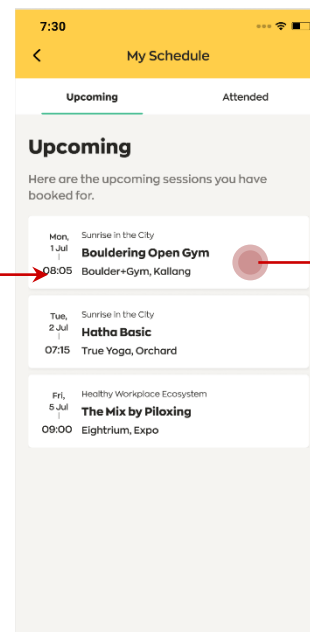 7:30
My Schedule
Upcoming
Attended
Upcoming
Here are the upcoming sessions you have
booked for.
Mon,
1 Jul
08:05
Sunrise in the City
Bouldering Open Gym
Boulder+Gym, Kallang
Tue,
2 Jul
07:15
Sunrise in the City
Hatha Basic
True Yoga, Orchard
Fri,
5 Jul
09:00
Healthy Workplace Ecosystem
The Mix by Piloxing
Eightrium, Expo